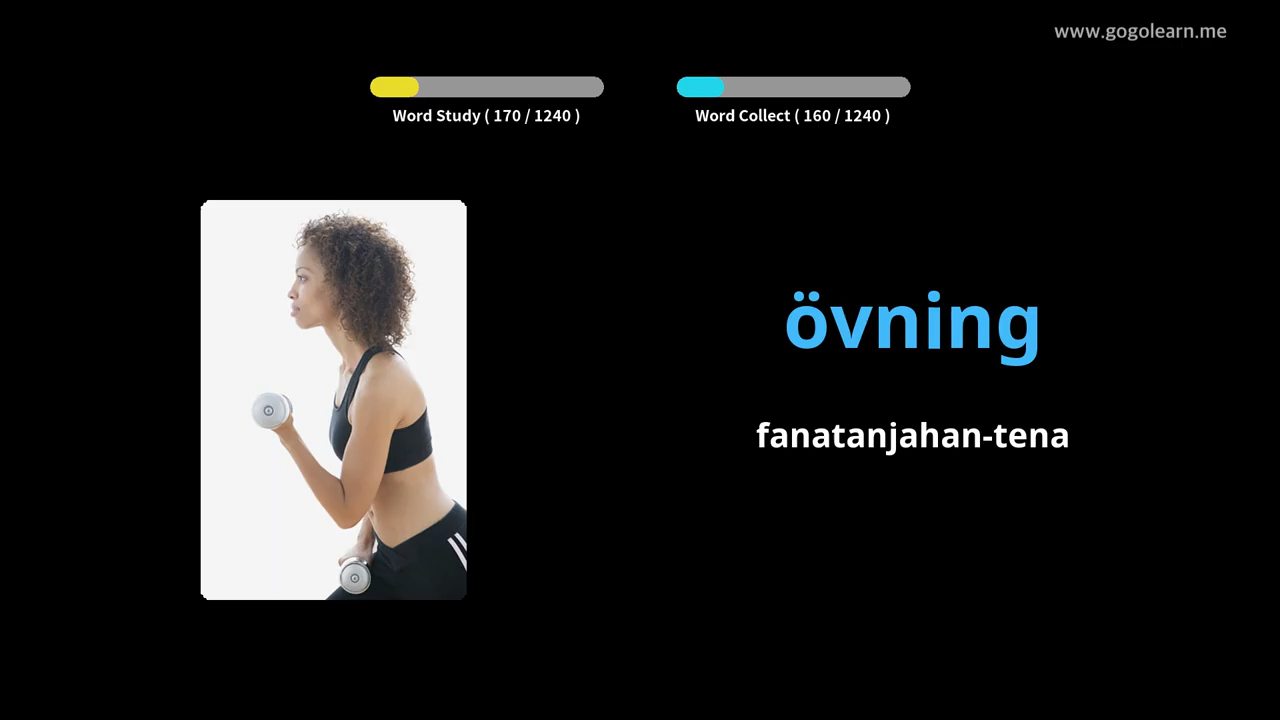 www.gogolearn.me
Word Study ( 170 / 1240 )
Word Collect ( 160 / 1240 )
övning
fanatanjahan-tena